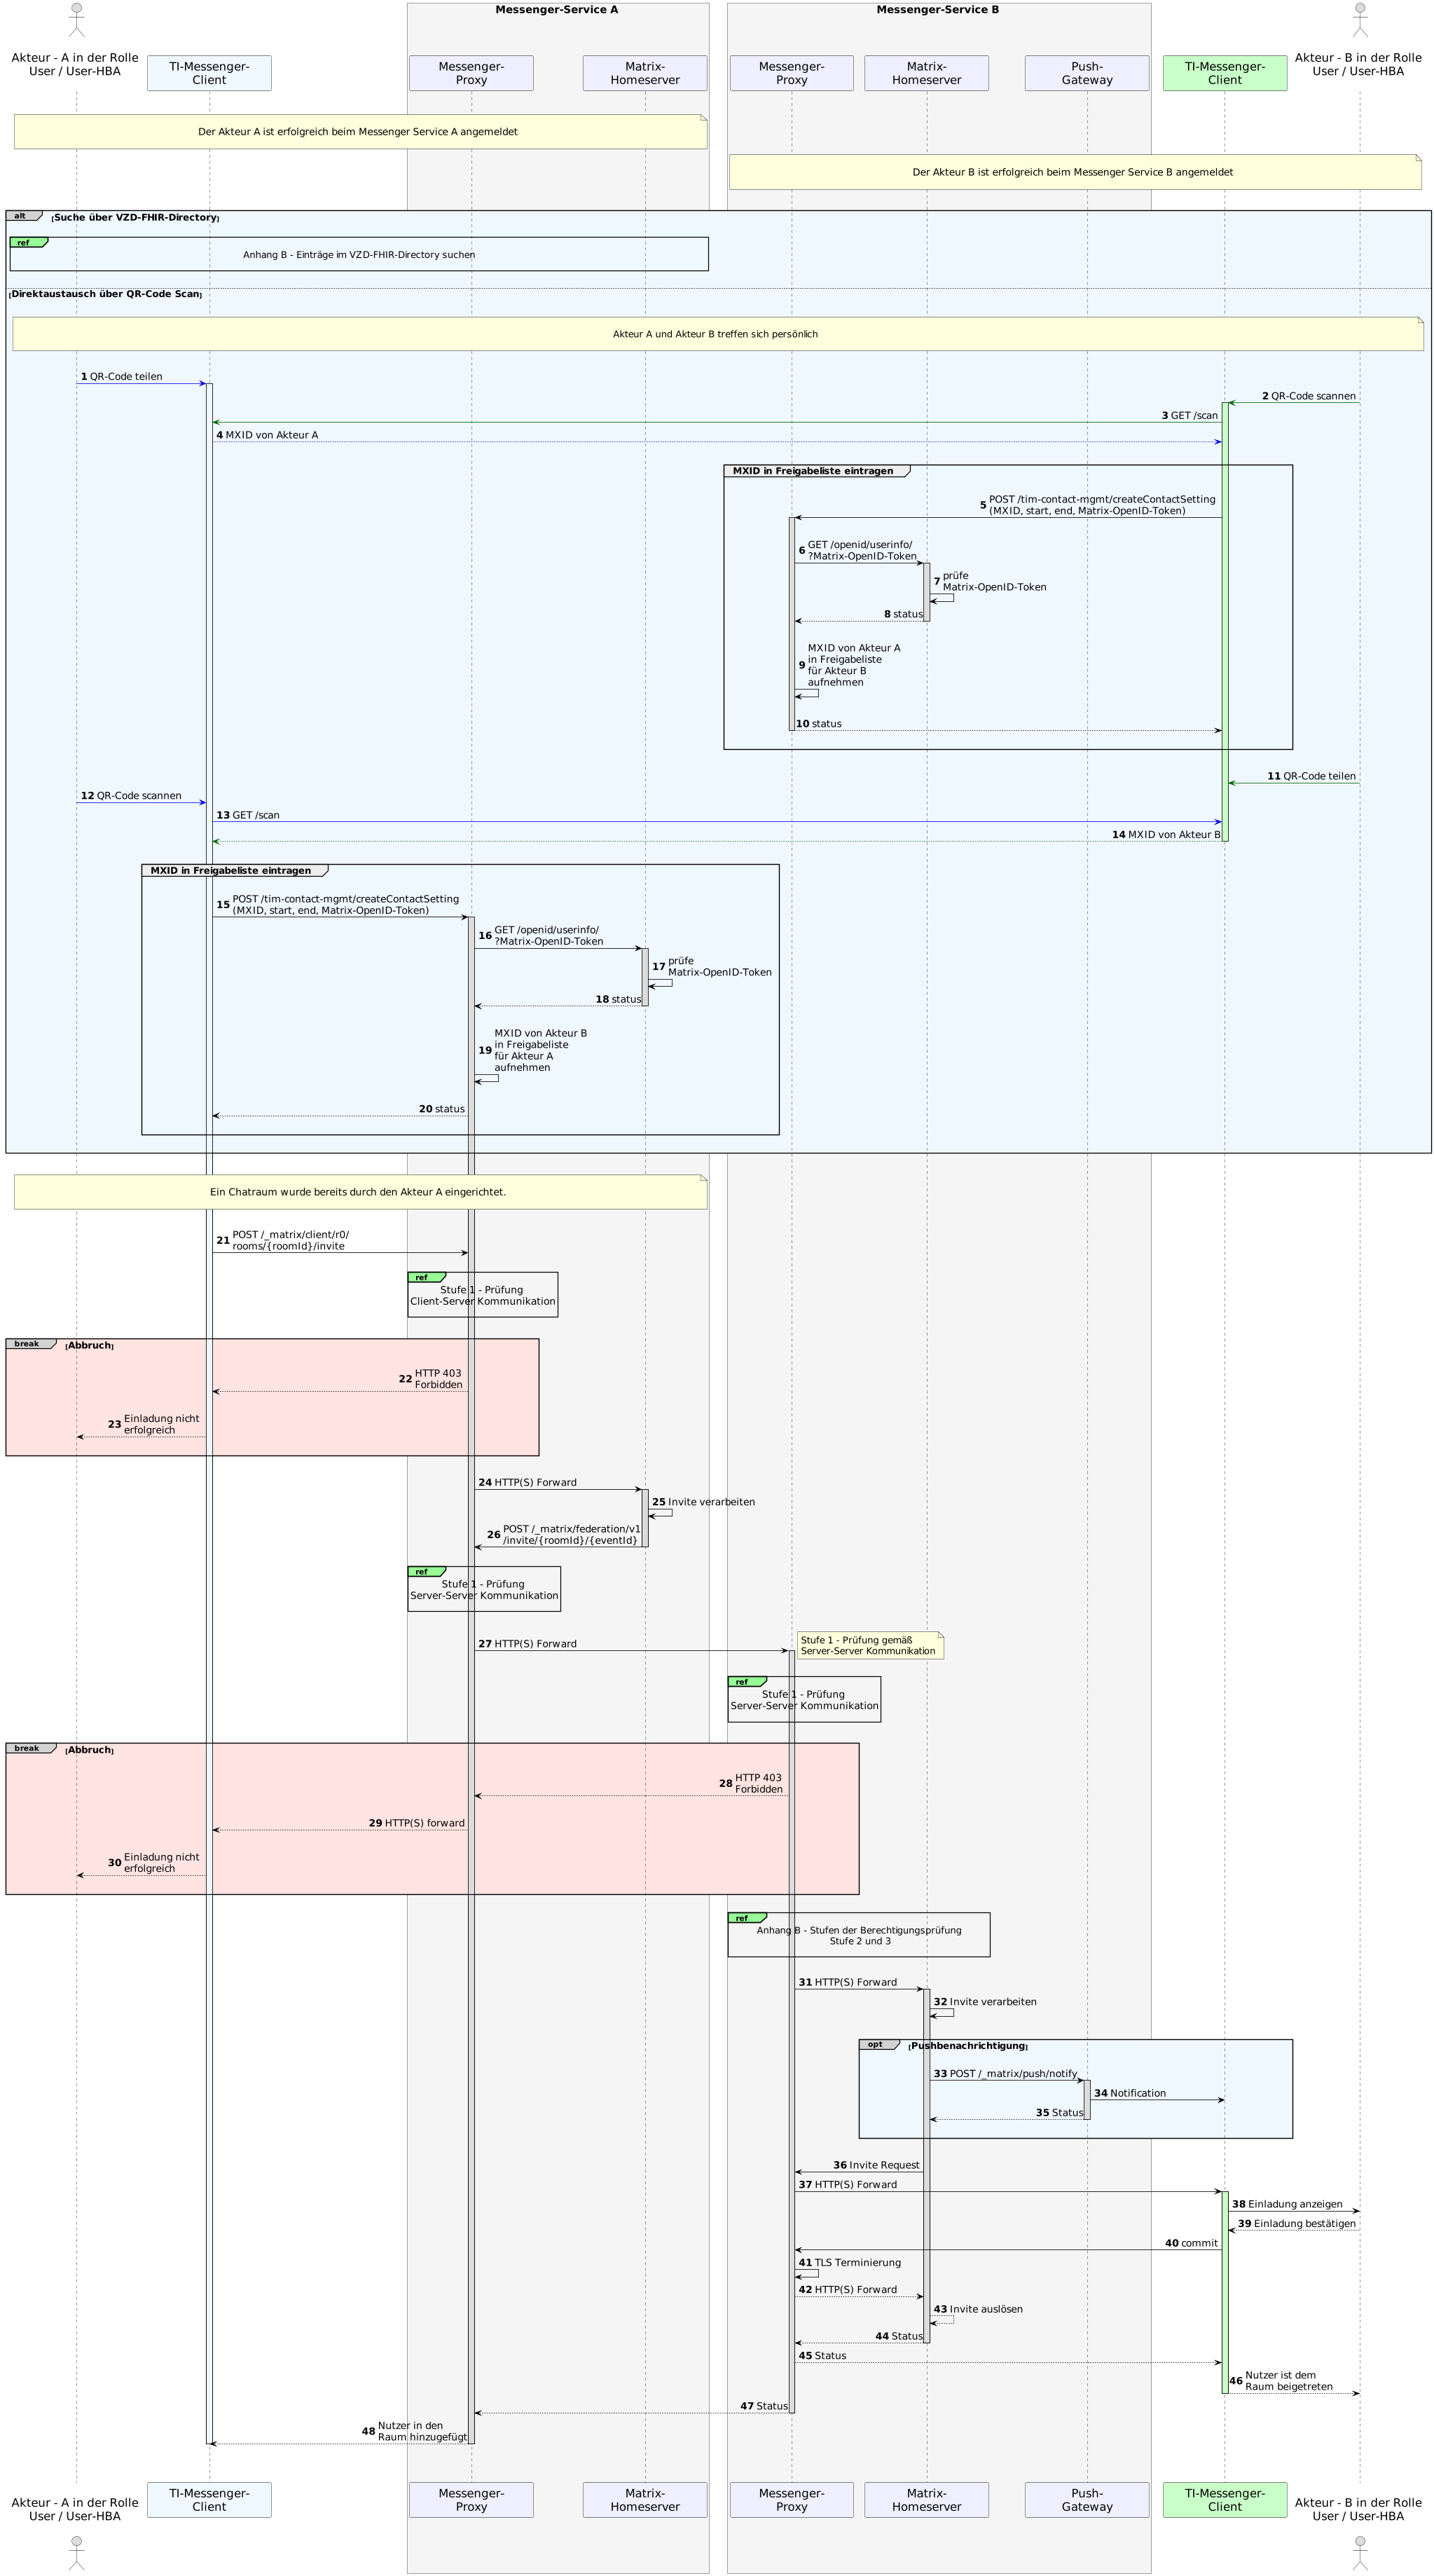 Messenger-Service A
Messenger-Service B
Akteur - A in der Rolle
User / User-HBA
TI-Messenger-
Client
Messenger-
Proxy
Matrix-
Homeserver
Messenger-
Proxy
Matrix-
Homeserver
Push-
Gateway
TI-Messenger-
Client
Akteur - B in der Rolle
User / User-HBA
Der Akteur A ist erfolgreich beim Messenger Service A angemeldet
Der Akteur B ist erfolgreich beim Messenger Service B angemeldet
alt [Suche über VZD-FHIR-Directory]
ref
Anhang B - Einträge im VZD-FHIR-Directory suchen
[Direktaustausch über QR-Code Scan]
Akteur A und Akteur B treffen sich persönlich
1 QR-Code teilen
2 QR-Code scannen
3 GET /scan
4 MXID von Akteur A
MXID in Freigabeliste eintragen
5 POST /tim-contact-mgmt/createContactSetting
(MXID, start, end, Matrix-OpenID-Token)
6 GET /openid/userinfo/
?Matrix-OpenID-Token
7 prüfe
Matrix-OpenID-Token
8 status
9 MXID von Akteur A
in Freigabeliste
für Akteur B
aufnehmen
10 status
11 QR-Code teilen
12 QR-Code scannen
13 GET /scan
14 MXID von Akteur B
MXID in Freigabeliste eintragen
15 POST /tim-contact-mgmt/createContactSetting
(MXID, start, end, Matrix-OpenID-Token)
16 GET /openid/userinfo/
?Matrix-OpenID-Token
17 prüfe
Matrix-OpenID-Token
18 status
19 MXID von Akteur B
in Freigabeliste
für Akteur A
aufnehmen
20 status
Ein Chatraum wurde bereits durch den Akteur A eingerichtet.
21 POST /_matrix/client/r0/
rooms/{roomId}/invite
ref
Stufe 1 - Prüfung
Client-Server Kommunikation
break [Abbruch]
22 HTTP 403
Forbidden
23 Einladung nicht
erfolgreich
24 HTTP(S) Forward
25 Invite verarbeiten
26 POST /_matrix/federation/v1
/invite/{roomId}/{eventId}
ref
Stufe 1 - Prüfung
Server-Server Kommunikation
27 HTTP(S) Forward
Stufe 1 - Prüfung gemäß
Server-Server Kommunikation
ref
Stufe 1 - Prüfung
Server-Server Kommunikation
break [Abbruch]
28 HTTP 403
Forbidden
29 HTTP(S) forward
30 Einladung nicht
erfolgreich
ref
Anhang B - Stufen der Berechtigungsprüfung
Stufe 2 und 3
31 HTTP(S) Forward
32 Invite verarbeiten
opt [Pushbenachrichtigung]
33 POST /_matrix/push/notify
34 Notification
35 Status
36 Invite Request
37 HTTP(S) Forward
38 Einladung anzeigen
39 Einladung bestätigen
40 commit
41 TLS Terminierung
42 HTTP(S) Forward
43 Invite auslösen
44 Status
45 Status
46 Nutzer ist dem
Raum beigetreten
47 Status
48 Nutzer in den
Raum hinzugefügt
Akteur - A in der Rolle
User / User-HBA
TI-Messenger-
Client
Messenger-
Proxy
Matrix-
Homeserver
Messenger-
Proxy
Matrix-
Homeserver
Push-
Gateway
TI-Messenger-
Client
Akteur - B in der Rolle
User / User-HBA